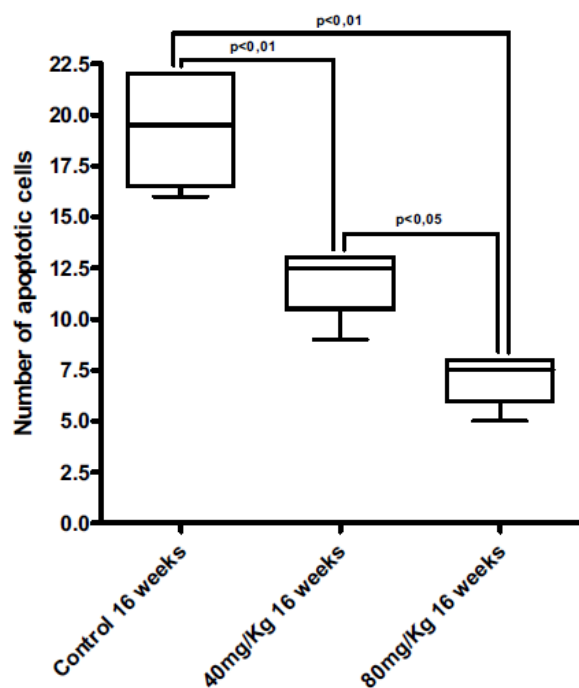 p<0,01
p<0,01
p<0,05
Number of apoptotic cells
22.5
20.0
17.5
15.0
12.5
10.0
7.5
5.0
2.5
0.0
Control 16 weeks
40mg/Kg 16 weeks
80mg/Kg 16 weeks